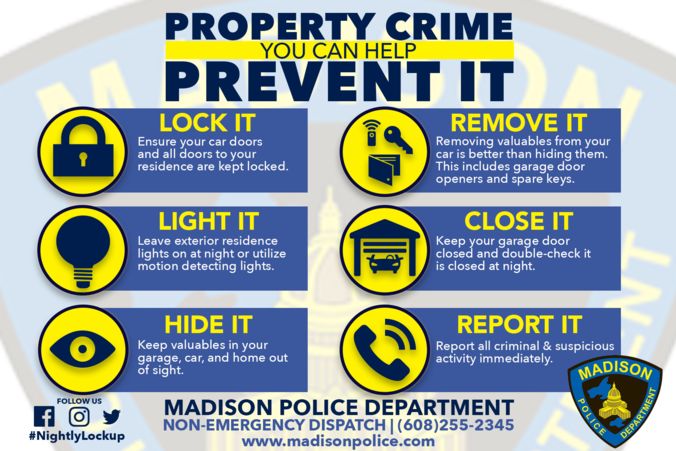 PROPERTY CRIME
YOU CAN HELP
PREVENT IT
LOCK IT
Ensure your car doors
and all doors to your
residence are kept locked.
REMOVE IT
Removing valuables from your
car is better than hiding them.
This includes garage door
openers and spare keys.
LIGHT IT
Leave exterior residence
lights on at night or utilize
motion detecting lights.
CLOSE IT
Keep your garage door
closed and double-check it
is closed at night.
HIDE IT
Keep valuables in your
garage, car, and home out
of sight.
REPORT IT
Report all criminal & suspicious
activity immediately.
FOLLOW US
#NightlyLockup
MADISON POLICE DEPARTMENT
NON-EMERGENCY DISPATCH | (608)255-2345
www.madisonpolice.com
MADISON
POLICE
DEPARTMENT